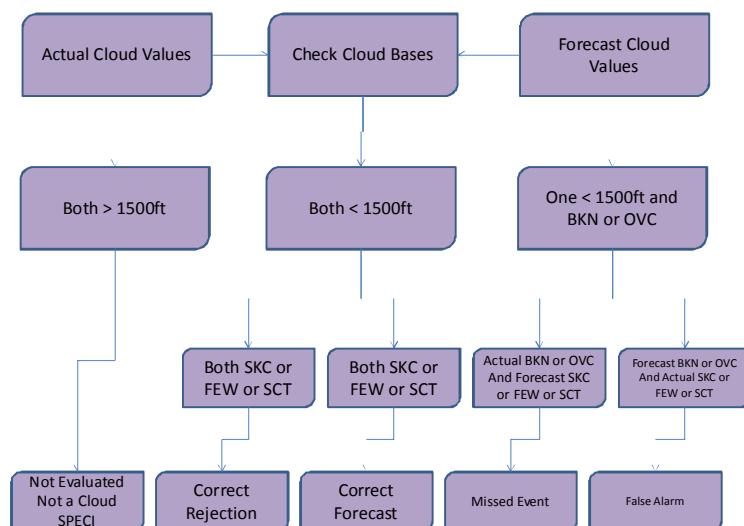 Actual Cloud Values
Check Cloud Bases
Forecast Cloud
Values
Both > 1500ft
Both < 1500ft
One < 1500ft and
BKN or OVC
Both SKC or
FEW or SCT
Both SKC or
FEW or SCT
Actual BKN or OVC
And Forecast SKC
or FEW or SCT
Forecast BKN or OVC
And Actual SKC or
FEW or SCT
Not Evaluated
Not a Cloud
SPECI
Correct
Rejection
Correct
Forecast
Missed Event
False Alarm